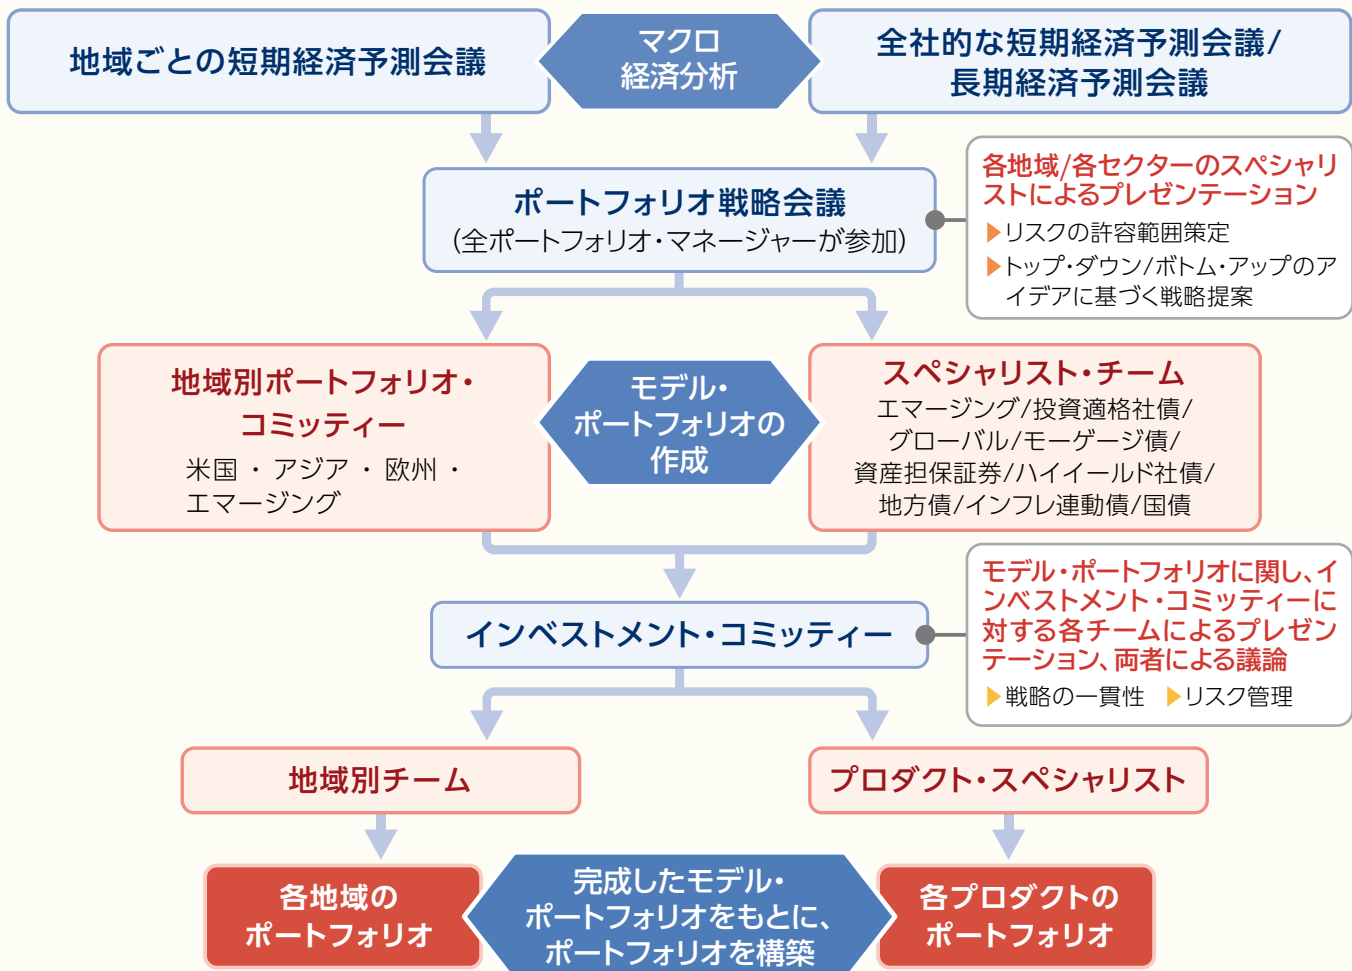 地域ごとの短期経済予測会議
マクロ
経済分析
全社的な短期経済予測会議/
長期経済予測会議
ポートフォリオ戦略会議
(全ポートフォリオ・マネージャーが参加)
各地域/各セクターのスペシャリ
ストによるプレゼンテーション
▶リスクの許容範囲策定
▶トップ・ダウン/ボトム・アップのア
イデアに基づく戦略提案
地域別ポートフォリオ・
コミッティー
米国 ・ アジア ・ 欧州 ・
エマージング
モデル・
ポートフォリオの
作成
スペシャリスト・チーム
エマージング/投資適格社債/
グローバル/モーゲージ債/
資産担保証券/ハイイールド社債/
地方債/インフレ連動債/国債
インベストメント・コミッティー
モデル・ポートフォリオに関し、イ
ンベストメント・コミッティーに
対する各チームによるプレゼン
テーション、両者による議論
▶戦略の一貫性 ▶リスク管理
地域別チーム
プロダクト・スペシャリスト
各地域の
ポートフォリオ
完成したモデル・
ポートフォリオをもとに、
ポートフォリオを構築
各プロダクトの
ポートフォリオ